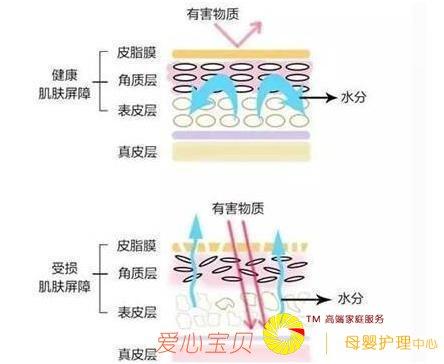 有害物质
皮脂膜
健康
肌肤屏障
角质层
水分
表皮层
真皮层
有害物质
皮脂膜
受损
肌肤屏障
角质层
表皮层
水分
TM 高端家庭服务
爱心宝贝
母婴护理中心
真皮层